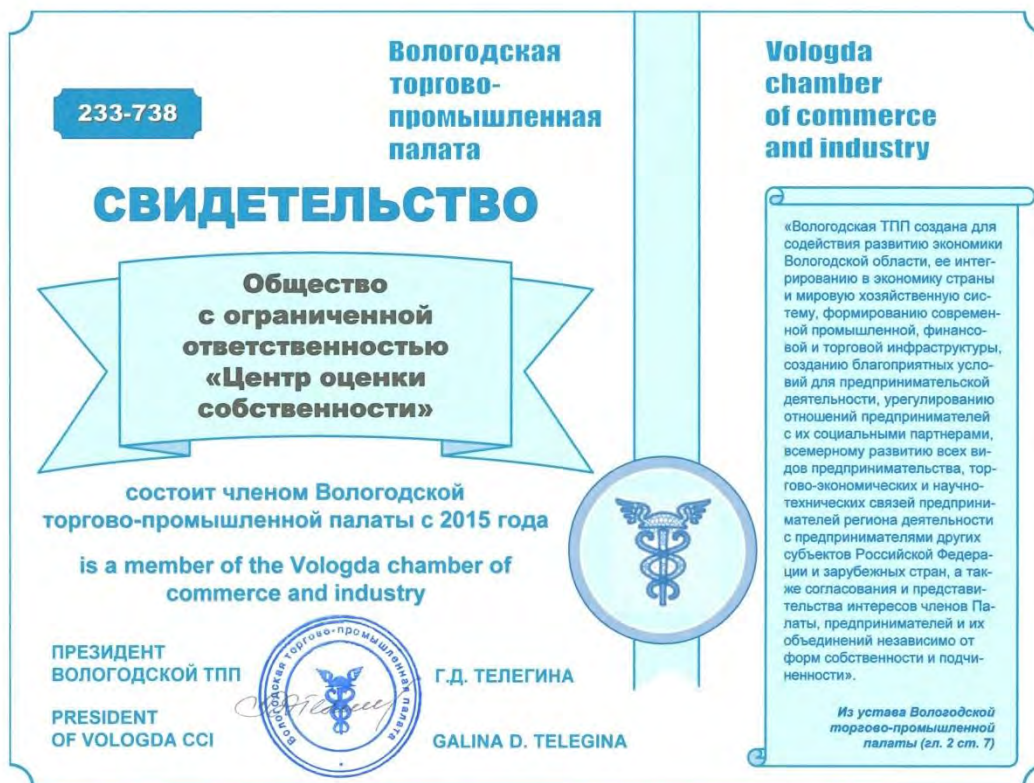 233-738
Вологодская
торгово-
промышленная
палата
Vologda
chamber
of commerce
and industry
СВИДЕТЕЛЬСТВО
Общество
с ограниченной
ответственностью
«Центр оценки
собственности»
состоит членом Вологодской
торгово-промышленной палаты с 2015 года
is a member of the Vologda chamber of
commerce and industry
ПРЕЗИДЕНТ
ВОЛОГОДСКОЙ ТПП
Г.Д. ТЕЛЕГИНА
PRESIDENT
OF VOLOGDA CCI
GALINA D. TELEGINA
Вологодская торгово-промышленная палата
«Вологодская ТПП создана для
содействия развитию экономики
Вологодской области, ее интег-
рированию в экономику страны
и мировую хозяйственную сис-
тему, формированию современ-
ной промышленной, финансо-
вой и торговой инфраструктуры,
созданию благоприятных усло-
вий для предпринимательской
деятельности, урегулированию
отношений предпринимателей
с их социальными партнерами,
всемерному развитию всех ви-
дов предпринимательства, тор-
гово-экономических и научно-
технических связей предприни-
мателей региона деятельности
с предпринимателями других
субъектов Российской Федера-
ции и зарубежных стран, а так-
же согласования и представи-
тельства интересов членов Па-
латы, предпринимателей и их
объединений независимо от
форм собственности и подчи-
ненности».
Из устава Вологодской
торгово-промышленной
палаты (гл. 2 ст. 7)